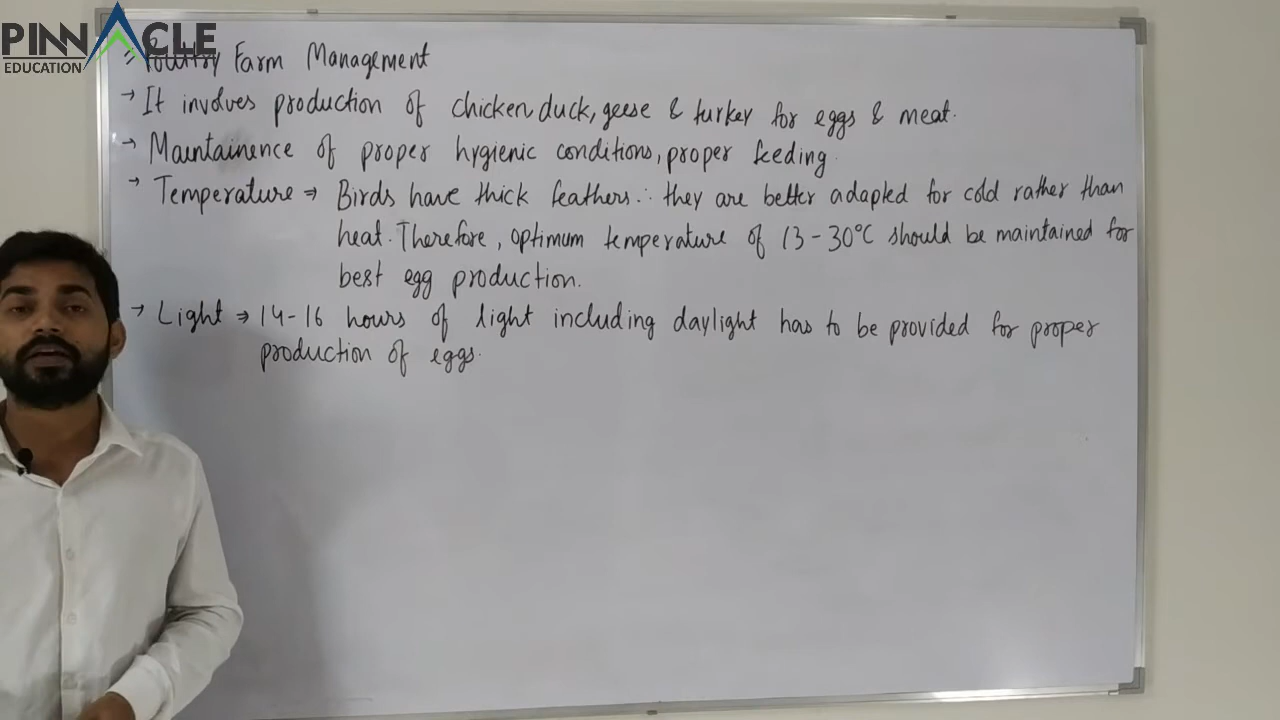 PINNACLE
EDUCATION
Poultry Farm Management
→ It involves production of chicken, duck, geese & turkey for eggs & meat.
→ Maintainence of proper hygienic conditions, proper feeding.
→ Temperature ⇒ Birds have thick feathers ∴ they are better adapted for cold rather than
heat. Therefore, optimum temperature of 13-30°C should be maintained for
best egg production.
→ Light ⇒ 14-16 hours of light including daylight has to be provided for proper
production of eggs.